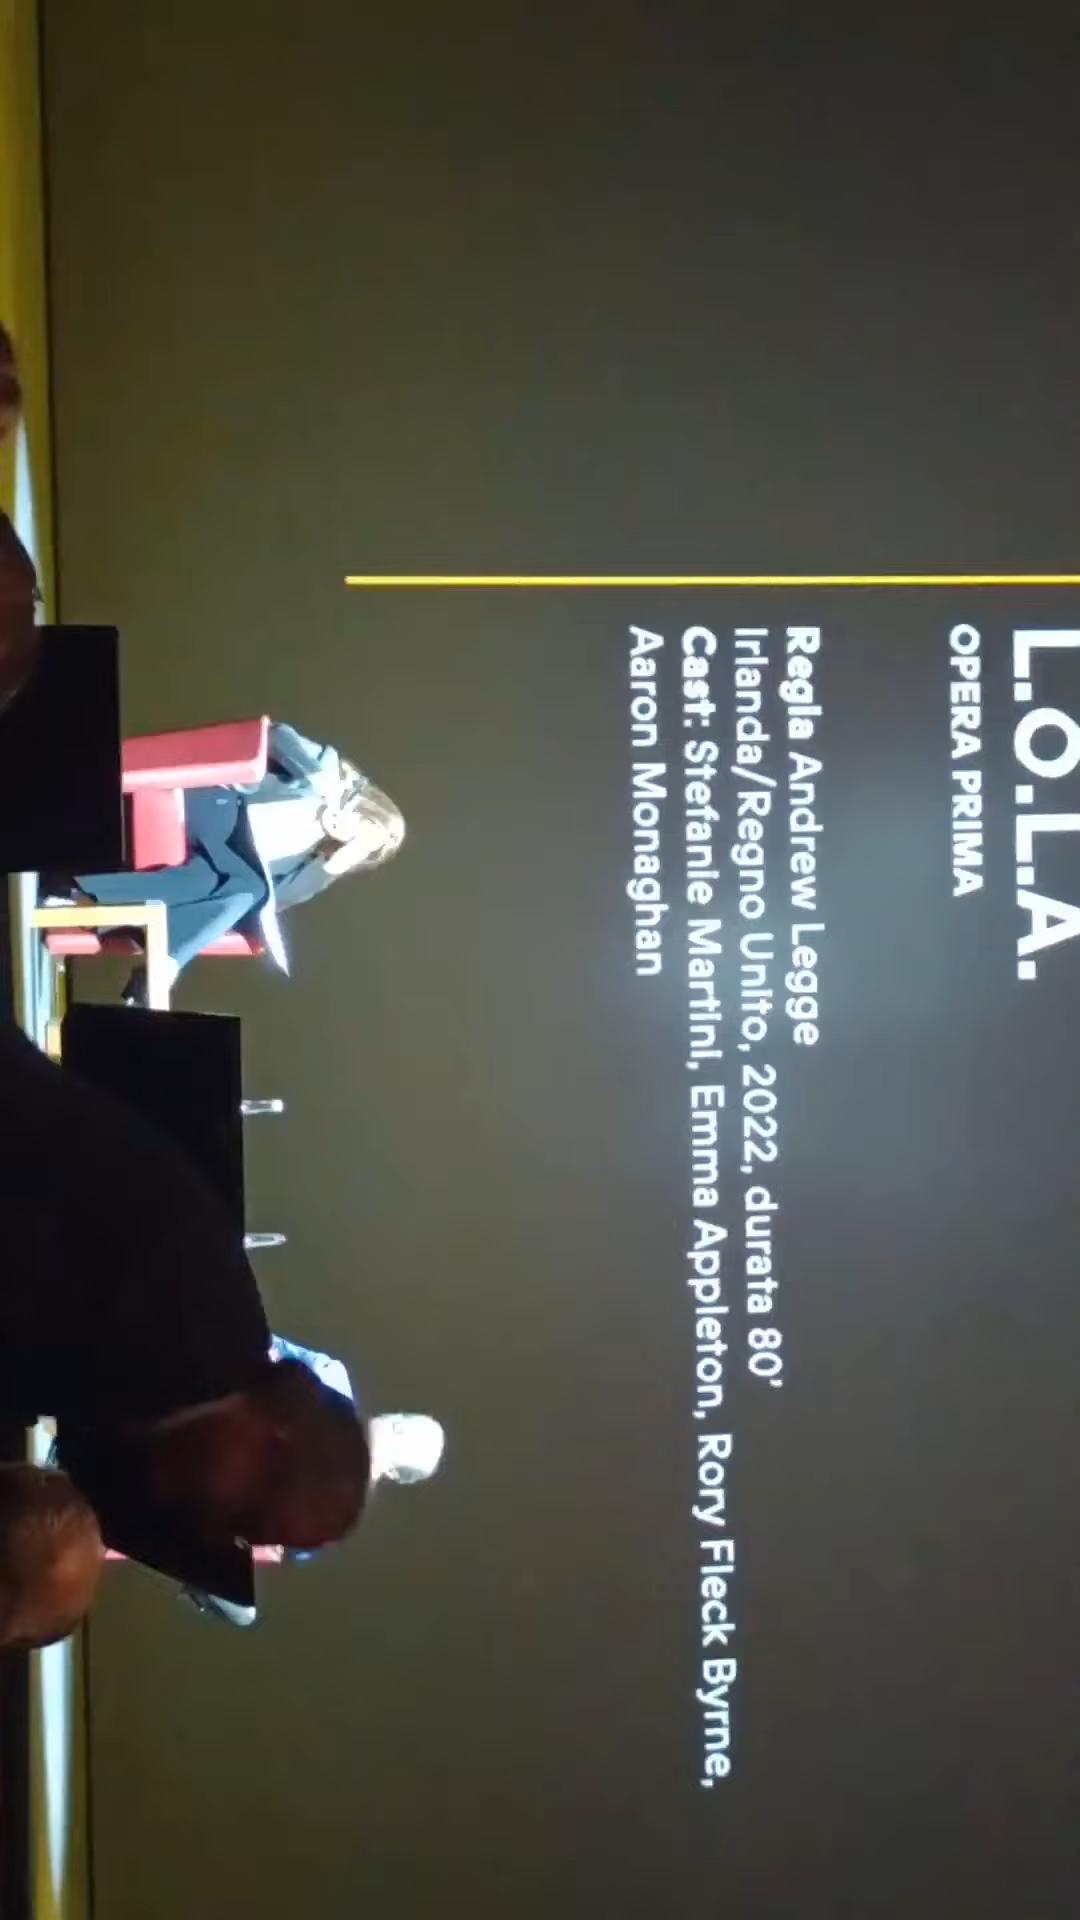 L.O.L.A.
OPERA PRIMA
Regia Andrew Legge
Irlanda/Regno Unito, 2022, durata 80'
Cast: Stefanie Martini, Emma Appleton, Rory Fleck Byrne,
Aaron Monaghan